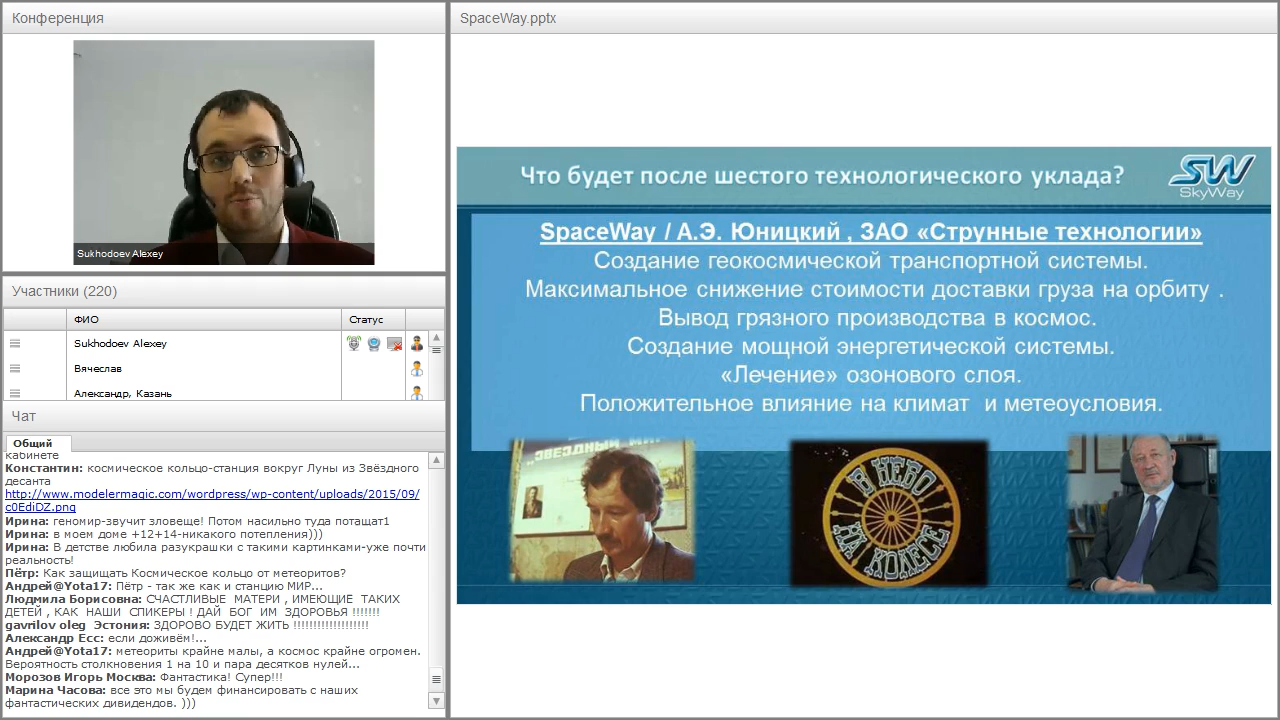 Конференция
Sukhodoev Alexey
Участники (220)
ФИО
Статус
Sukhodoev Alexey
Вячеслав
Александр, Казань
Чат
Общий
кабинете
Константин: космическое кольцо-станция вокруг Луны из Звёздного
десанта
http://www.modelermagic.com/wordpress/wp-content/uploads/2015/09/
c0EdiDZ.png
Ирина: геномир-звучит зловеще! Потом насильно туда потащат1
Ирина: в моем доме +12+14-никакого потепления)))
Ирина: В детстве любила разукрашки с такими картинками-уже почти
реальность!
Пётр: Как защищать Космическое кольцо от метеоритов?
Андрей@Yota17: Пётр - так же как и станцию МИР...
Людмила Борисовна: СЧАСТЛИВЫЕ МАТЕРИ , ИМЕЮЩИЕ ТАКИХ
ДЕТЕЙ , КАК НАШИ СПИКЕРЫ ! ДАЙ БОГ ИМ ЗДОРОВЬЯ !!!!!!!
gavrilov oleg Эстония: ЗДОРОВО БУДЕТ ЖИТЬ !!!!!!!!!!!!!!!!!!!
Александр Есс: если доживём!...
Андрей@Yota17: метеориты крайне малы, а космос крайне огромен.
Вероятность столкновения 1 на 10 и пара десятков нулей...
Морозов Игорь Москва: Фантастика! Супер!!!
Марина Часова: все это мы будем финансировать с наших
фантастических дивидендов. )))
SpaceWay.pptx
Что будет после шестого технологического уклада?
SW
SkyWay
SpaceWay / А.Э. Юницкий , ЗАО «Струнные технологии»
Создание геокосмической транспортной системы.
Максимальное снижение стоимости доставки груза на орбиту .
Вывод грязного производства в космос.
Создание мощной энергетической системы.
«Лечение» озонового слоя.
Положительное влияние на климат и метеоусловия.
"ЗВЕЗДНЫЙ МИР
В НЕБО
НА КОЛЕСЕ